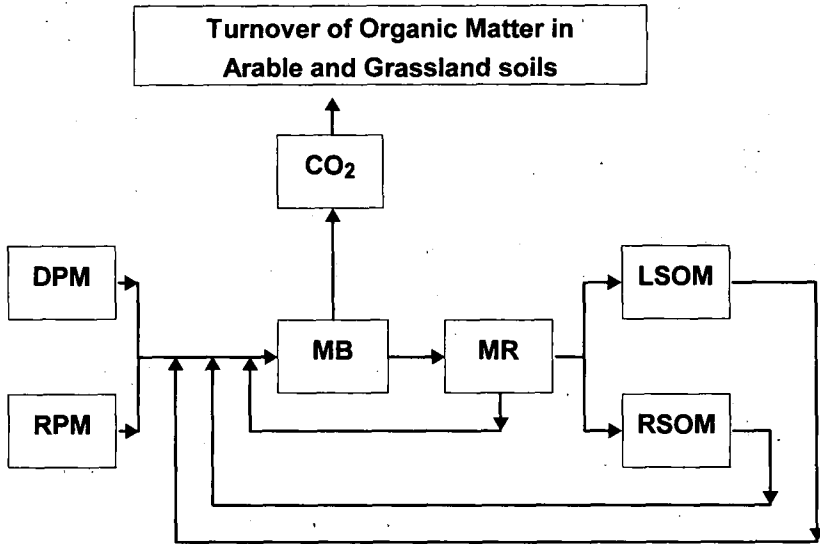 Turnover of Organic Matter in
Arable and Grassland soils
CO₂
DPM
LSOM
MB
MR
RPM
RSOM